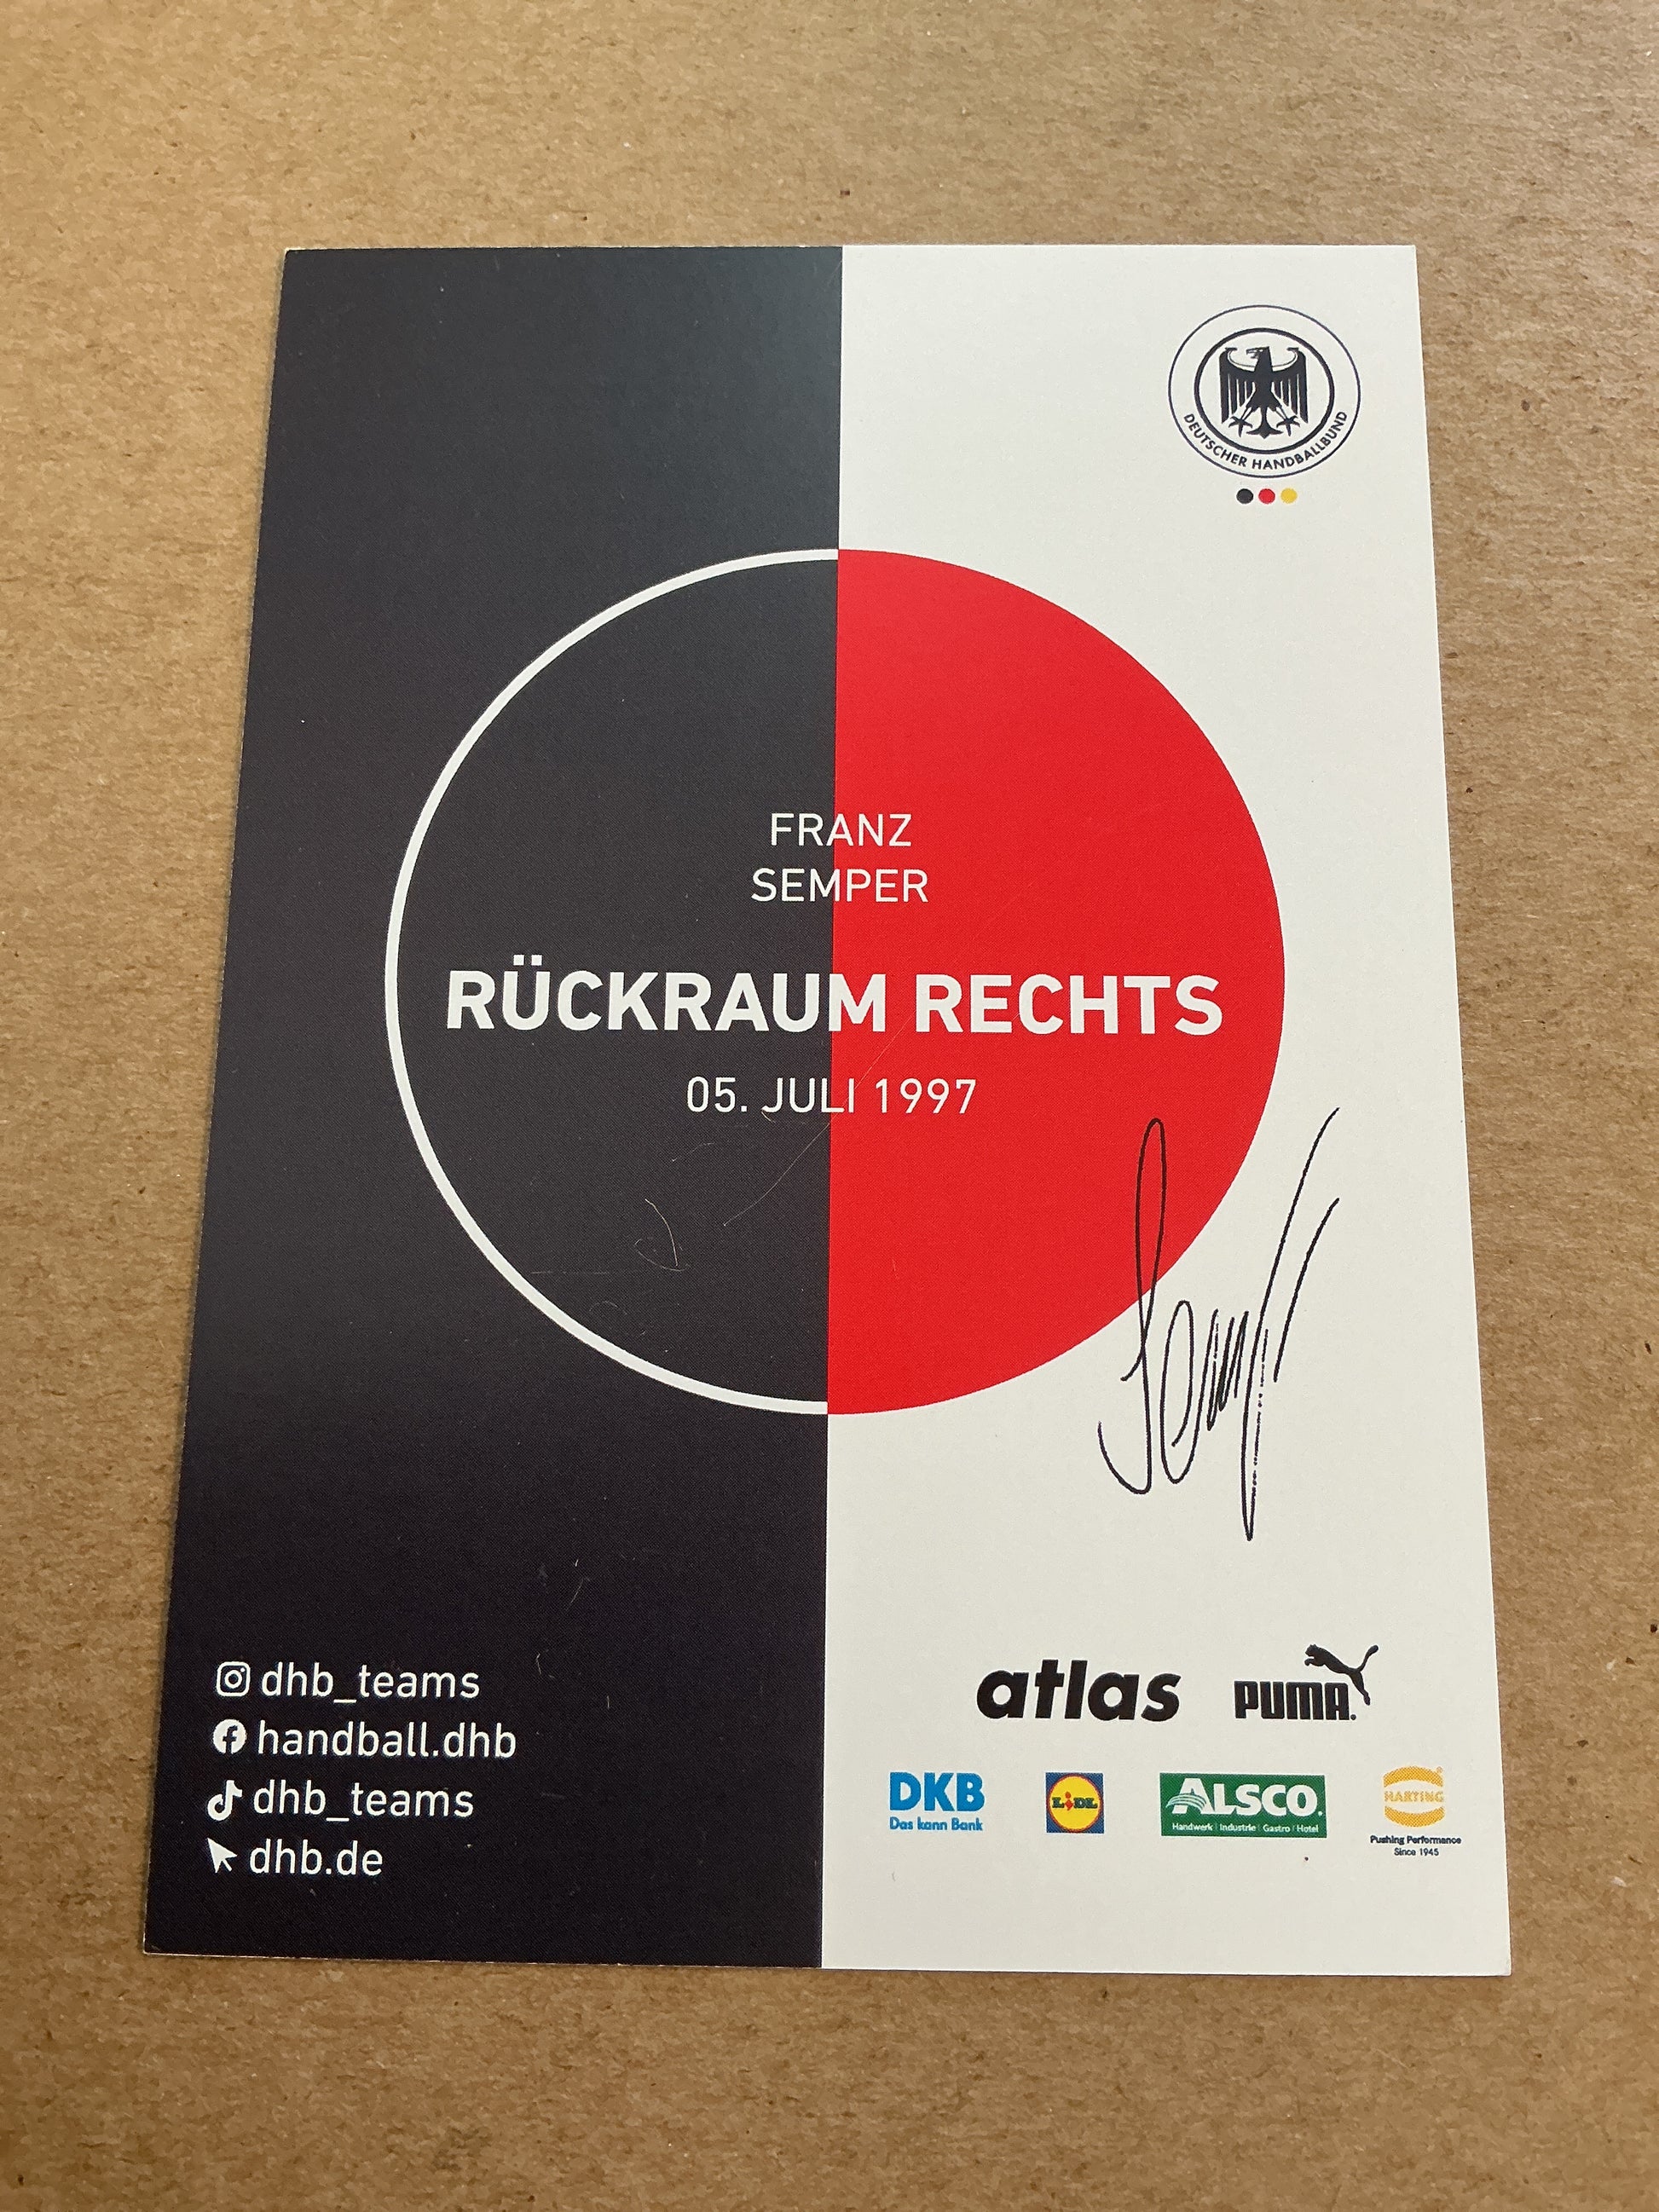 DEUTSCHER HANDBALLBUND
FRANZ
SEMPER
RÜCKRAUM RECHTS
05. JULI 1997
dhb_teams
handball.dhb
dhb_teams
dhb.de
atlas PUMA
DKB
Das kann Bank
LIDL
ALSCO.
Handwerk | Industrie | Gastro | Hotel
HARTING
Pushing Performance
Since 1945